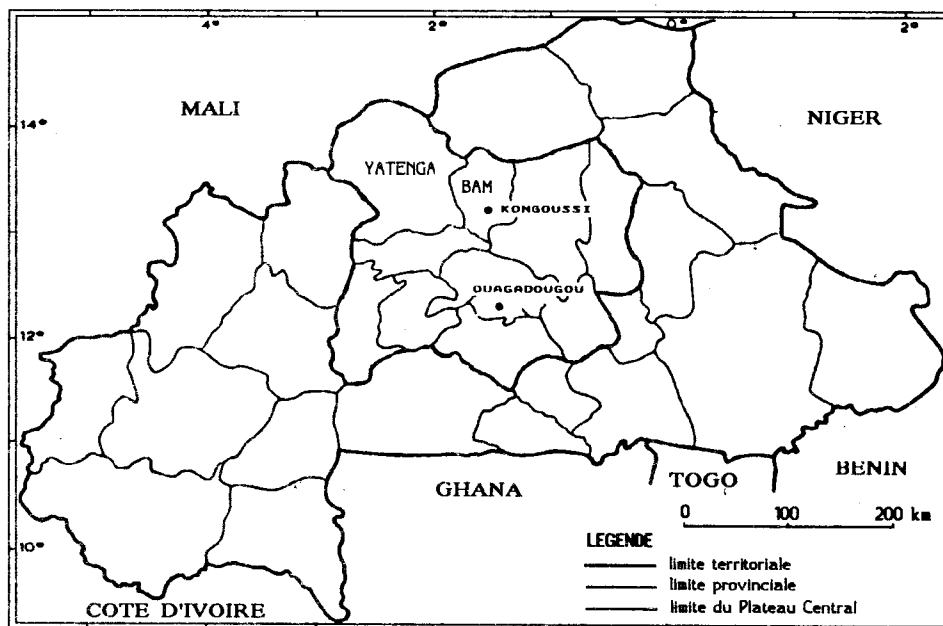 4° 2° 0° 2°
MALI
14°
NIGER
YATENGA
BAM
KONGOUSSI
OUAGADOUGOU
12°
BENIN
GHANA
TOGO
0 100 200 km
LEGENDE
10°
limite territoriale
limite provinciale
COTE D'IVOIRE
limite du Plateau Central